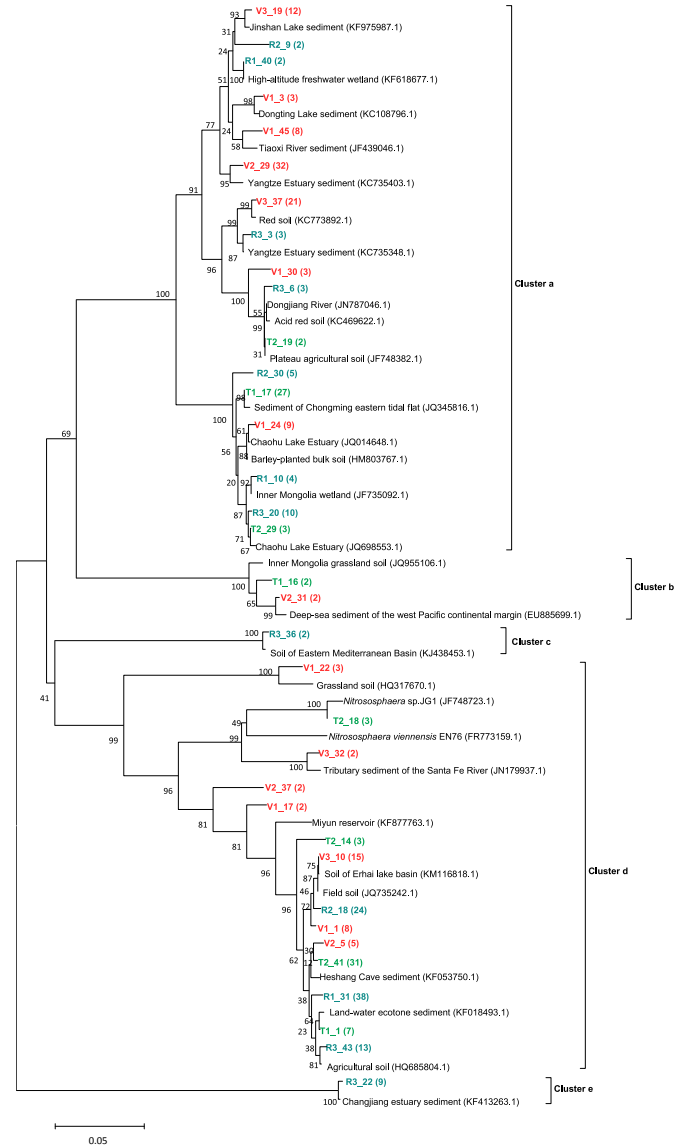 V3_19 (12)
93
Jinshan Lake sediment (KF975987.1)
31
R2_9 (2)
24
R1_40 (2)
51
100
High-altitude freshwater wetland (KF618677.1)
V1_3 (3)
98
Dongting Lake sediment (KC108796.1)
77
24
V1_45 (8)
58
Tiaoxi River sediment (JF439046.1)
V2_29 (32)
95
Yangtze Estuary sediment (KC735403.1)
91
V3_37 (21)
99
Red soil (KC773892.1)
99
R3_3 (3)
87
Yangtze Estuary sediment (KC735348.1)
96
V1_30 (3)
Cluster a
R3_6 (3)
100
100
Dongjiang River (JN787046.1)
55
Acid red soil (KC469622.1)
99
T2_19 (2)
31
Plateau agricultural soil (JF748382.1)
R2_30 (5)
T1_17 (27)
98
Sediment of Chongming eastern tidal flat (JQ345816.1)
100
V1_24 (9)
61
Chaohu Lake Estuary (JQ014648.1)
69
56
88
Barley-planted bulk soil (HM803767.1)
R1_10 (4)
20
92
Inner Mongolia wetland (JF735092.1)
R3_20 (10)
87
T2_29 (3)
71
67
Chaohu Lake Estuary (JQ698553.1)
Inner Mongolia grassland soil (JQ955106.1)
100
T1_16 (2)
Cluster b
65
V2_31 (2)
99
Deep-sea sediment of the west Pacific continental margin (EU885699.1)
100
R3_36 (2)
Cluster c
Soil of Eastern Mediterranean Basin (KJ438453.1)
V1_22 (3)
100
Grassland soil (HQ317670.1)
41
Nitrososphaera sp.JG1 (JF748723.1)
100
T2_18 (3)
49
99
99
Nitrososphaera viennensis EN76 (FR773159.1)
V3_32 (2)
100
Tributary sediment of the Santa Fe River (JN179937.1)
96
V2_37 (2)
V1_17 (2)
81
Miyun reservoir (KF877763.1)
81
T2_14 (3)
V3_10 (15)
75
Soil of Erhai lake basin (KM116818.1)
Cluster d
96
87
46
Field soil (JQ735242.1)
96
72
R2_18 (24)
V1_1 (8)
V2_5 (5)
30
62
12
T2_41 (31)
Heshang Cave sediment (KF053750.1)
R1_31 (38)
38
Land-water ecotone sediment (KF018493.1)
64
23
T1_1 (7)
38
R3_43 (13)
81
Agricultural soil (HQ685804.1)
R3_22 (9)
Cluster e
100
Changjiang estuary sediment (KF413263.1)
0.05